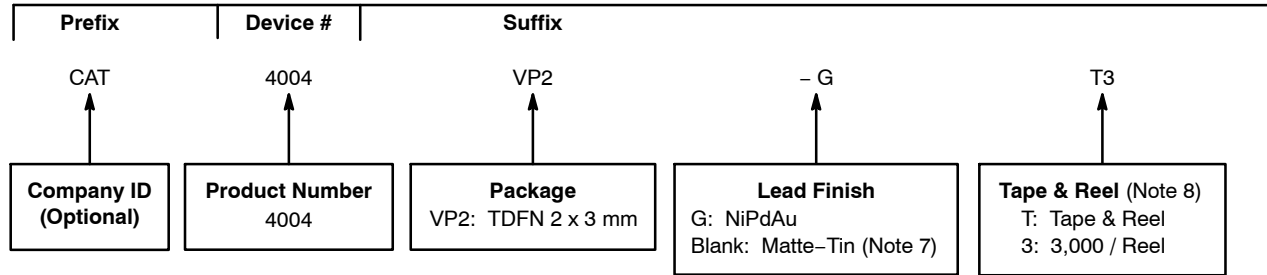 Prefix Device # Suffix
CAT 4004 VP2 – G T3
Company ID
(Optional)
Product Number
4004
Package
VP2: TDFN 2 x 3 mm
Lead Finish
G: NiPdAu
Blank: Matte−Tin (Note 7)
Tape & Reel (Note 8)
T: Tape & Reel
3: 3,000 / Reel